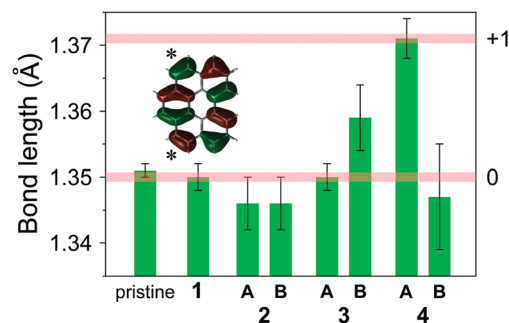 Bond length (Å)
1.37
1.36
1.35
1.34
+1
0
*
*
pristine 1 A B A B A B
2 3 4